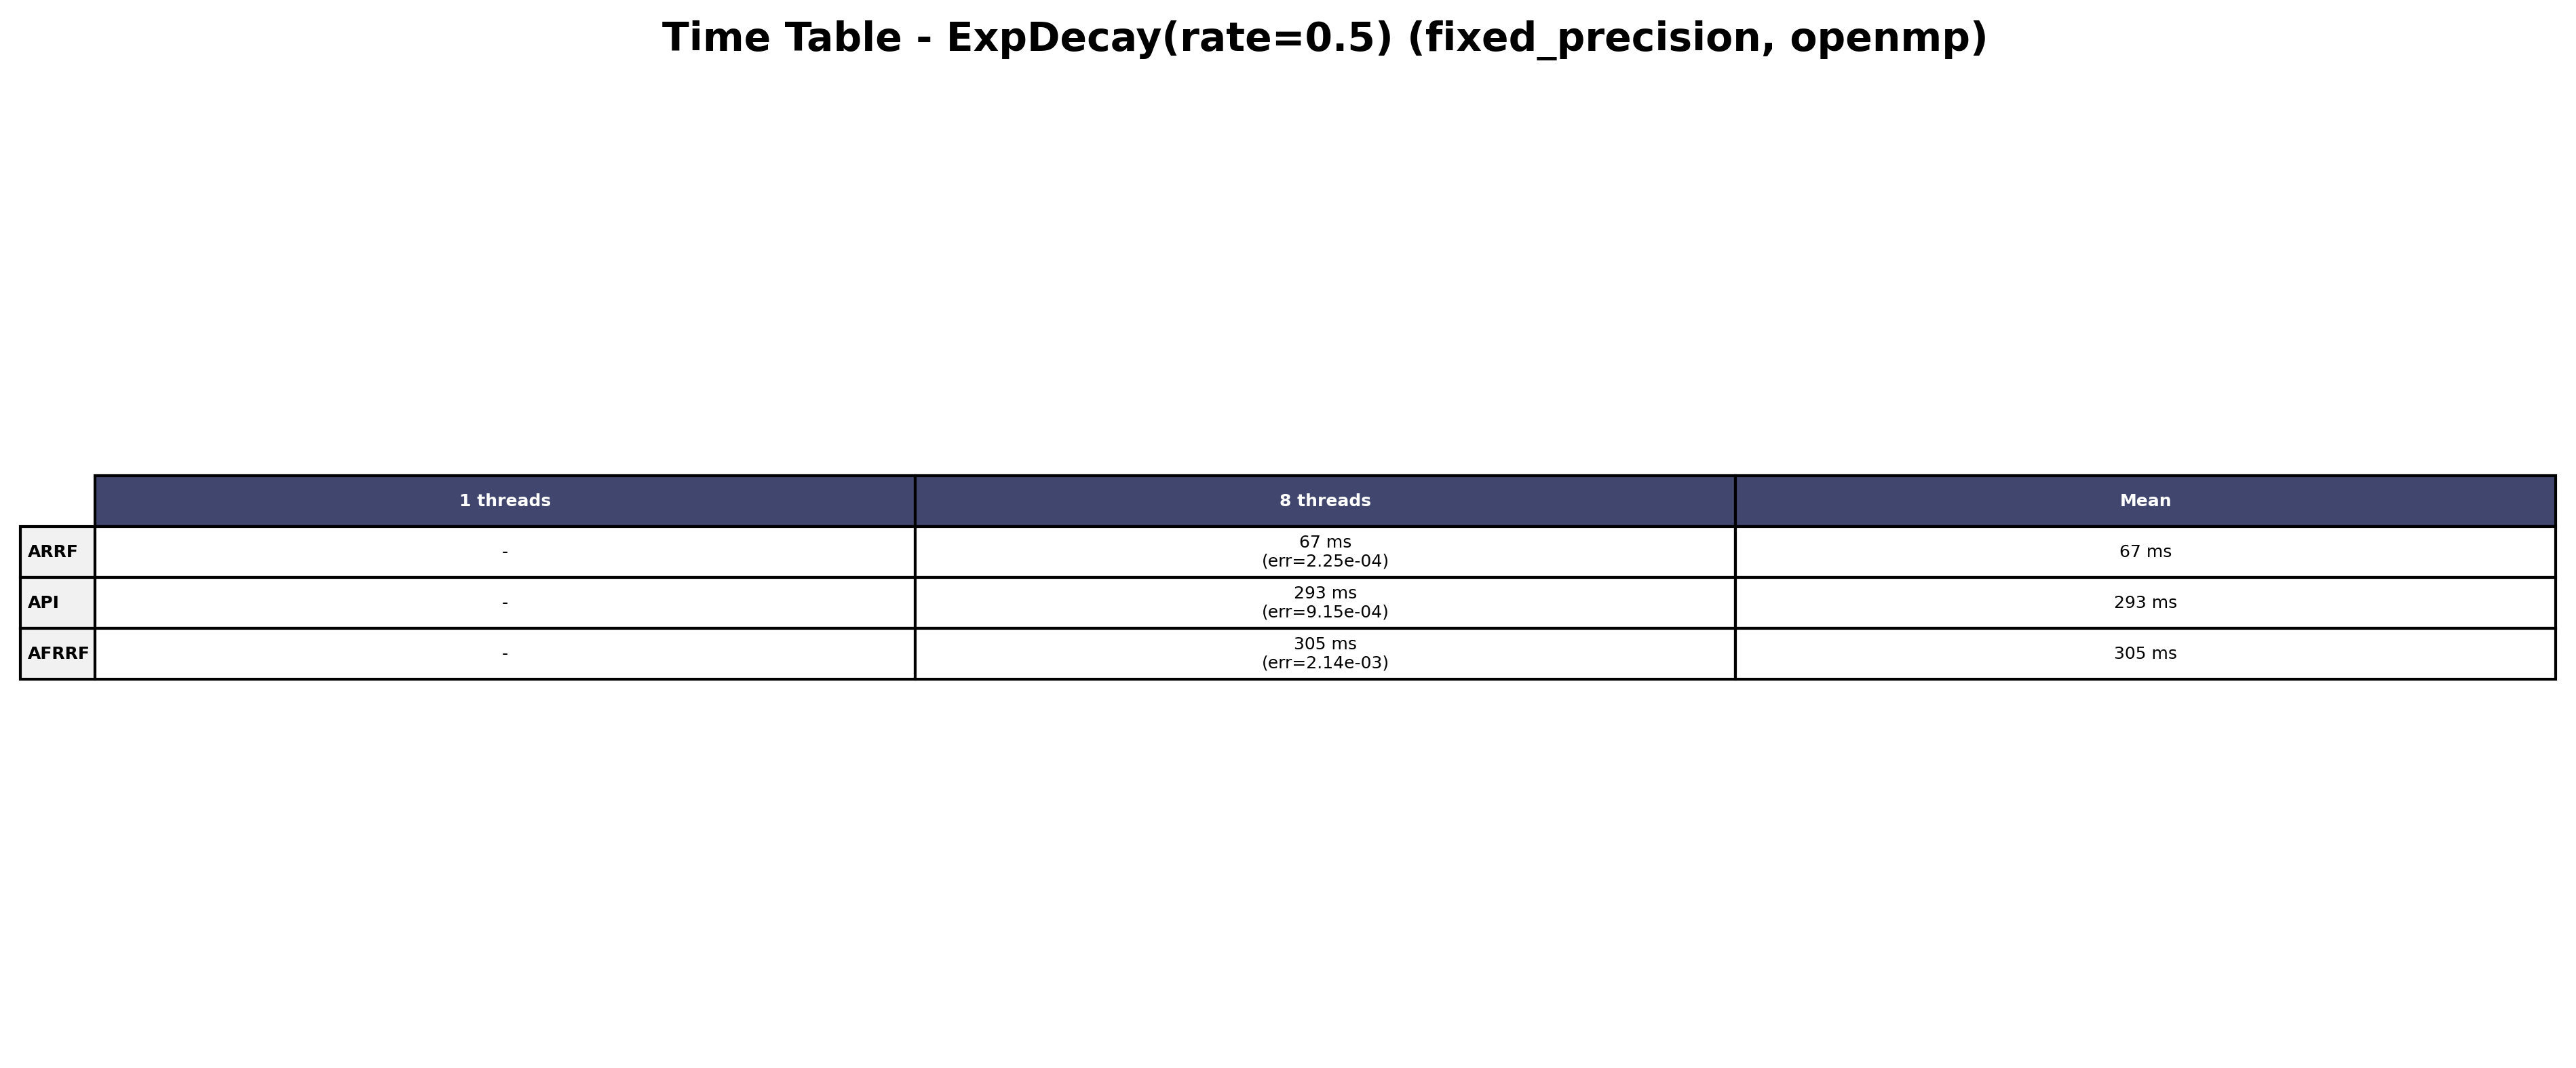 Time Table - ExpDecay(rate=0.5) (fixed_precision, openmp)
1 threads 8 threads Mean
ARRF - 67 ms (err=2.25e-04) 67 ms
API - 293 ms (err=9.15e-04) 293 ms
AFRRF - 305 ms (err=2.14e-03) 305 ms